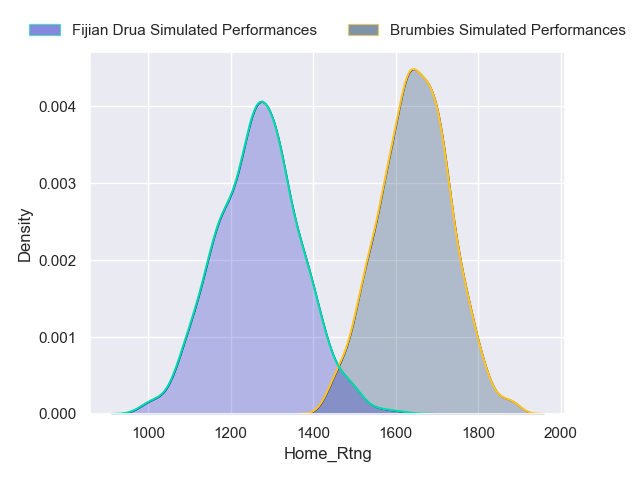 Fijian Drua Simulated Performances Brumbies Simulated Performances
0.004
0.003
0.002
0.001
0.000
Density
1000 1200 1400 1600 1800 2000
Home_Rtng